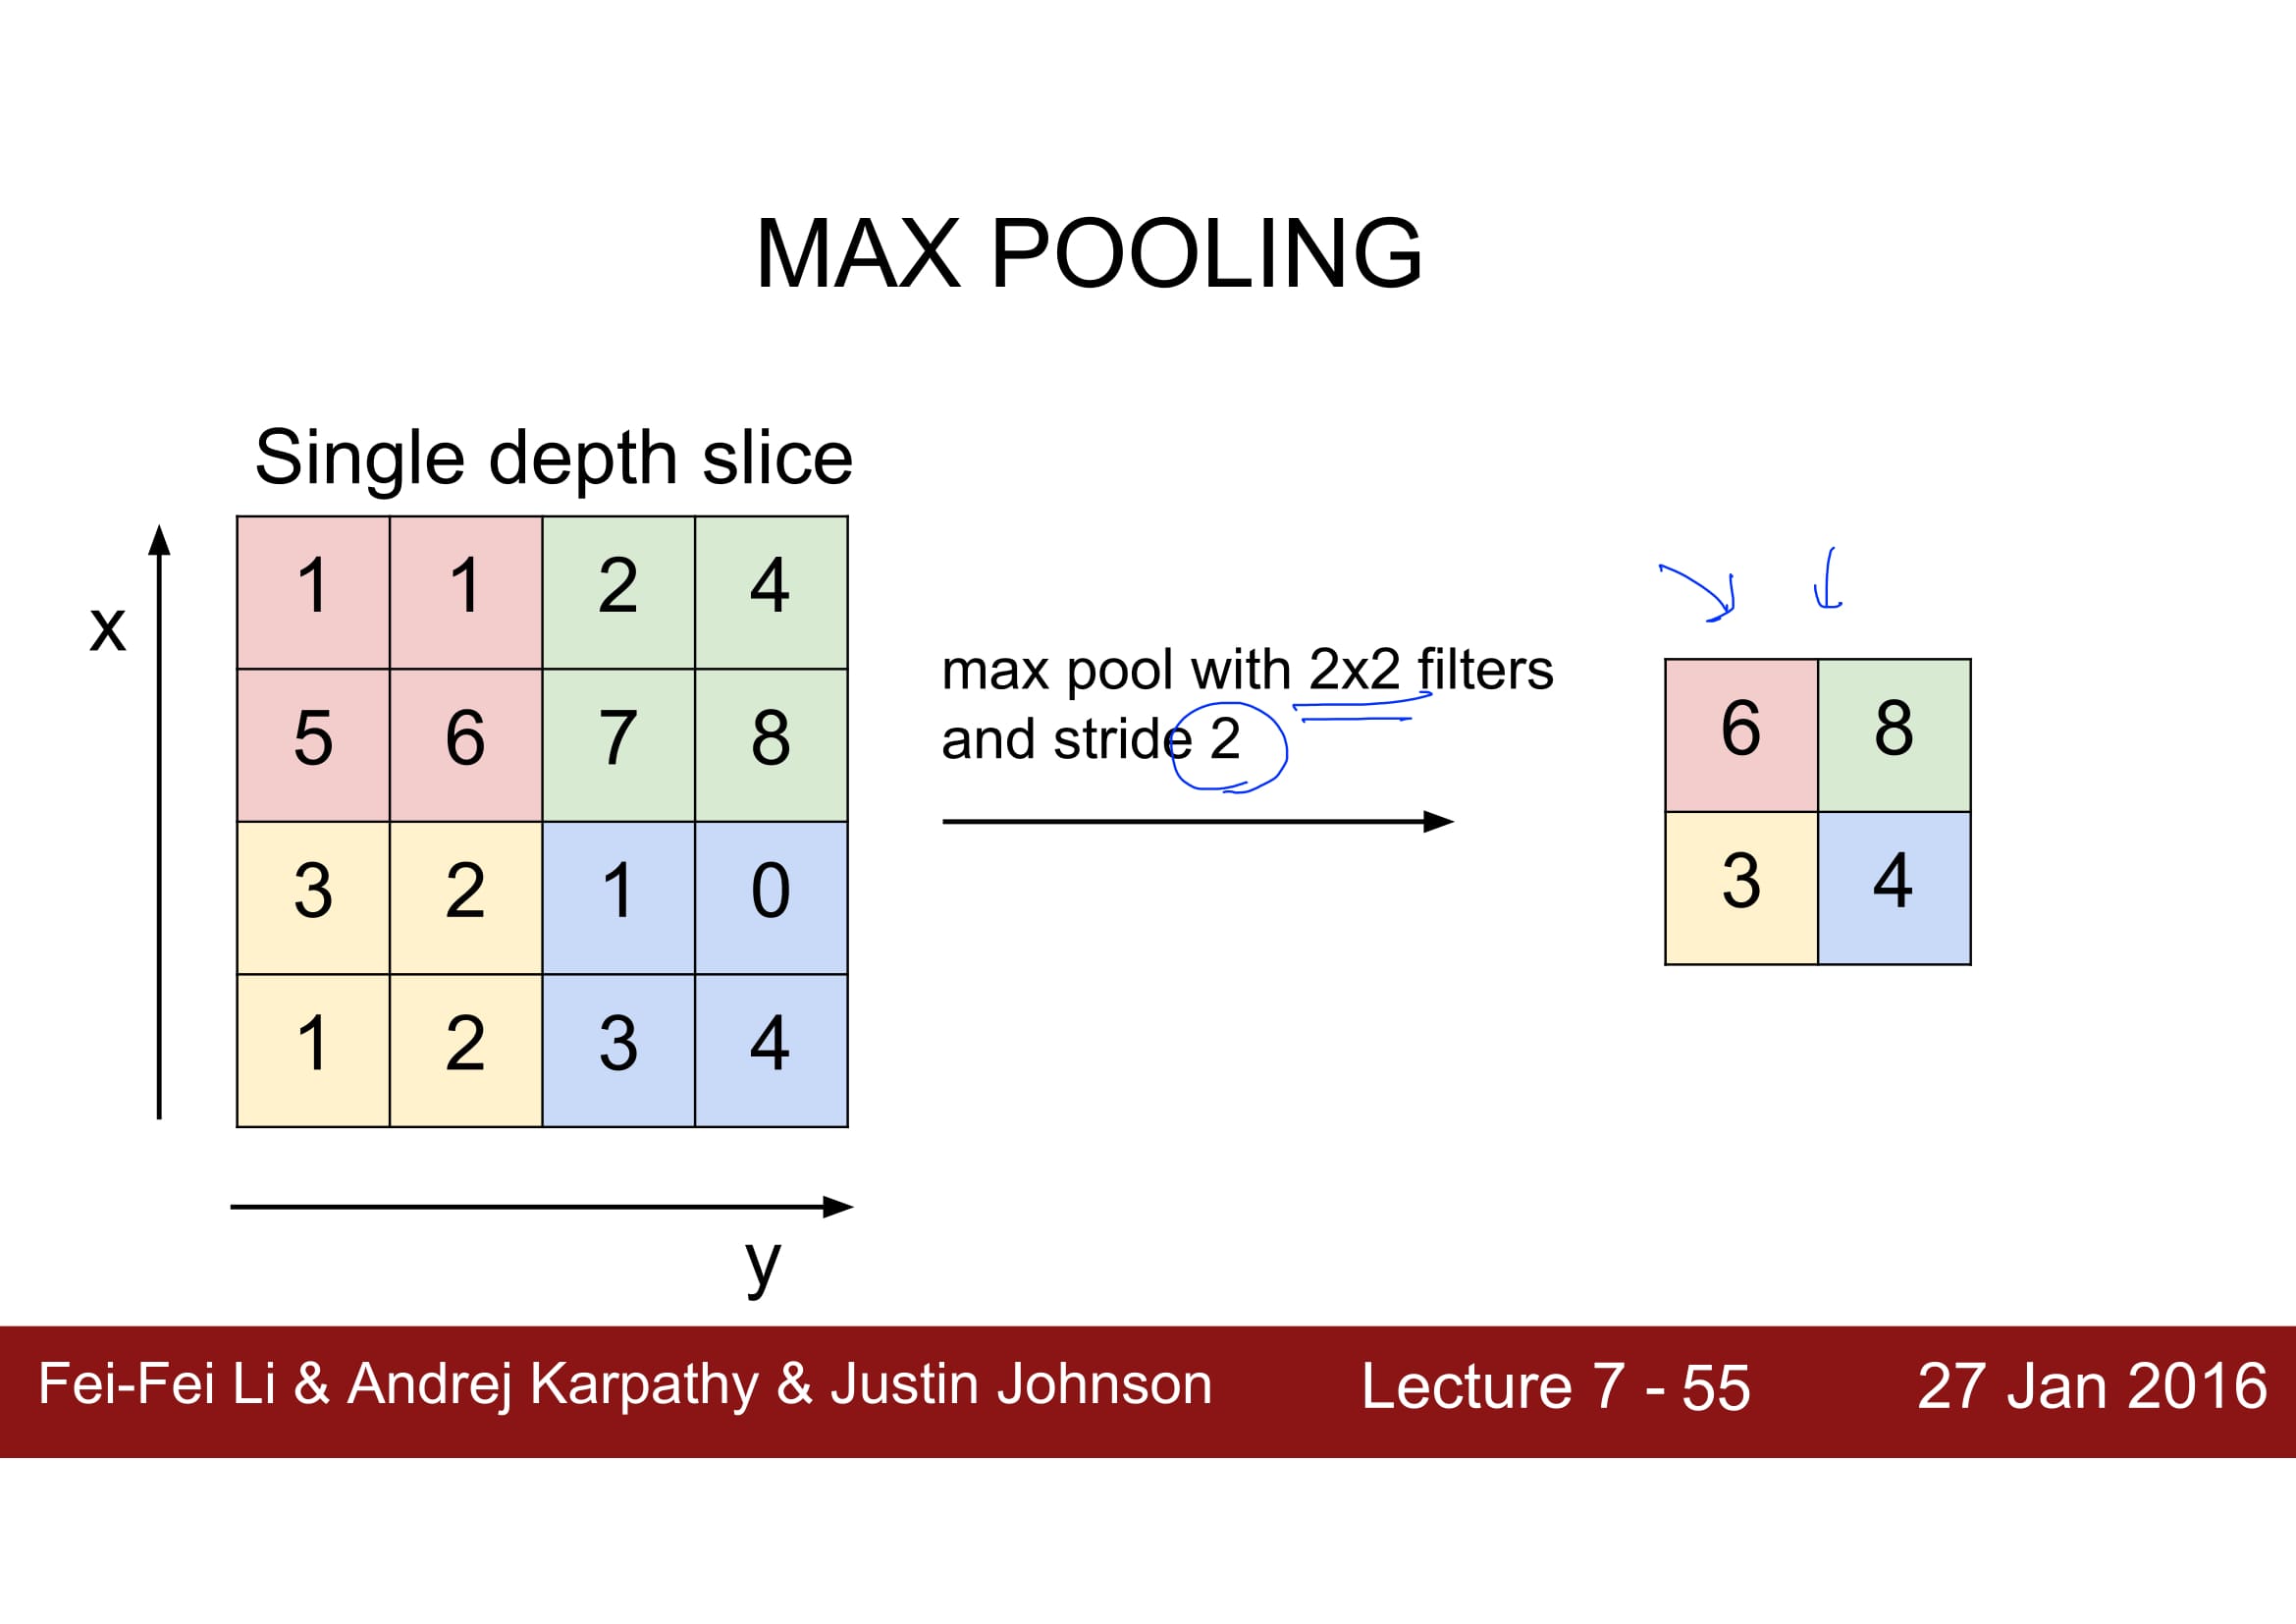 MAX POOLING
Single depth slice
x
1 1 2 4
5 6 7 8
3 2 1 0
1 2 3 4
y
max pool with 2x2 filters
and stride 2
6 8
3 4
Fei-Fei Li & Andrej Karpathy & Justin Johnson
Lecture 7 - 55
27 Jan 2016